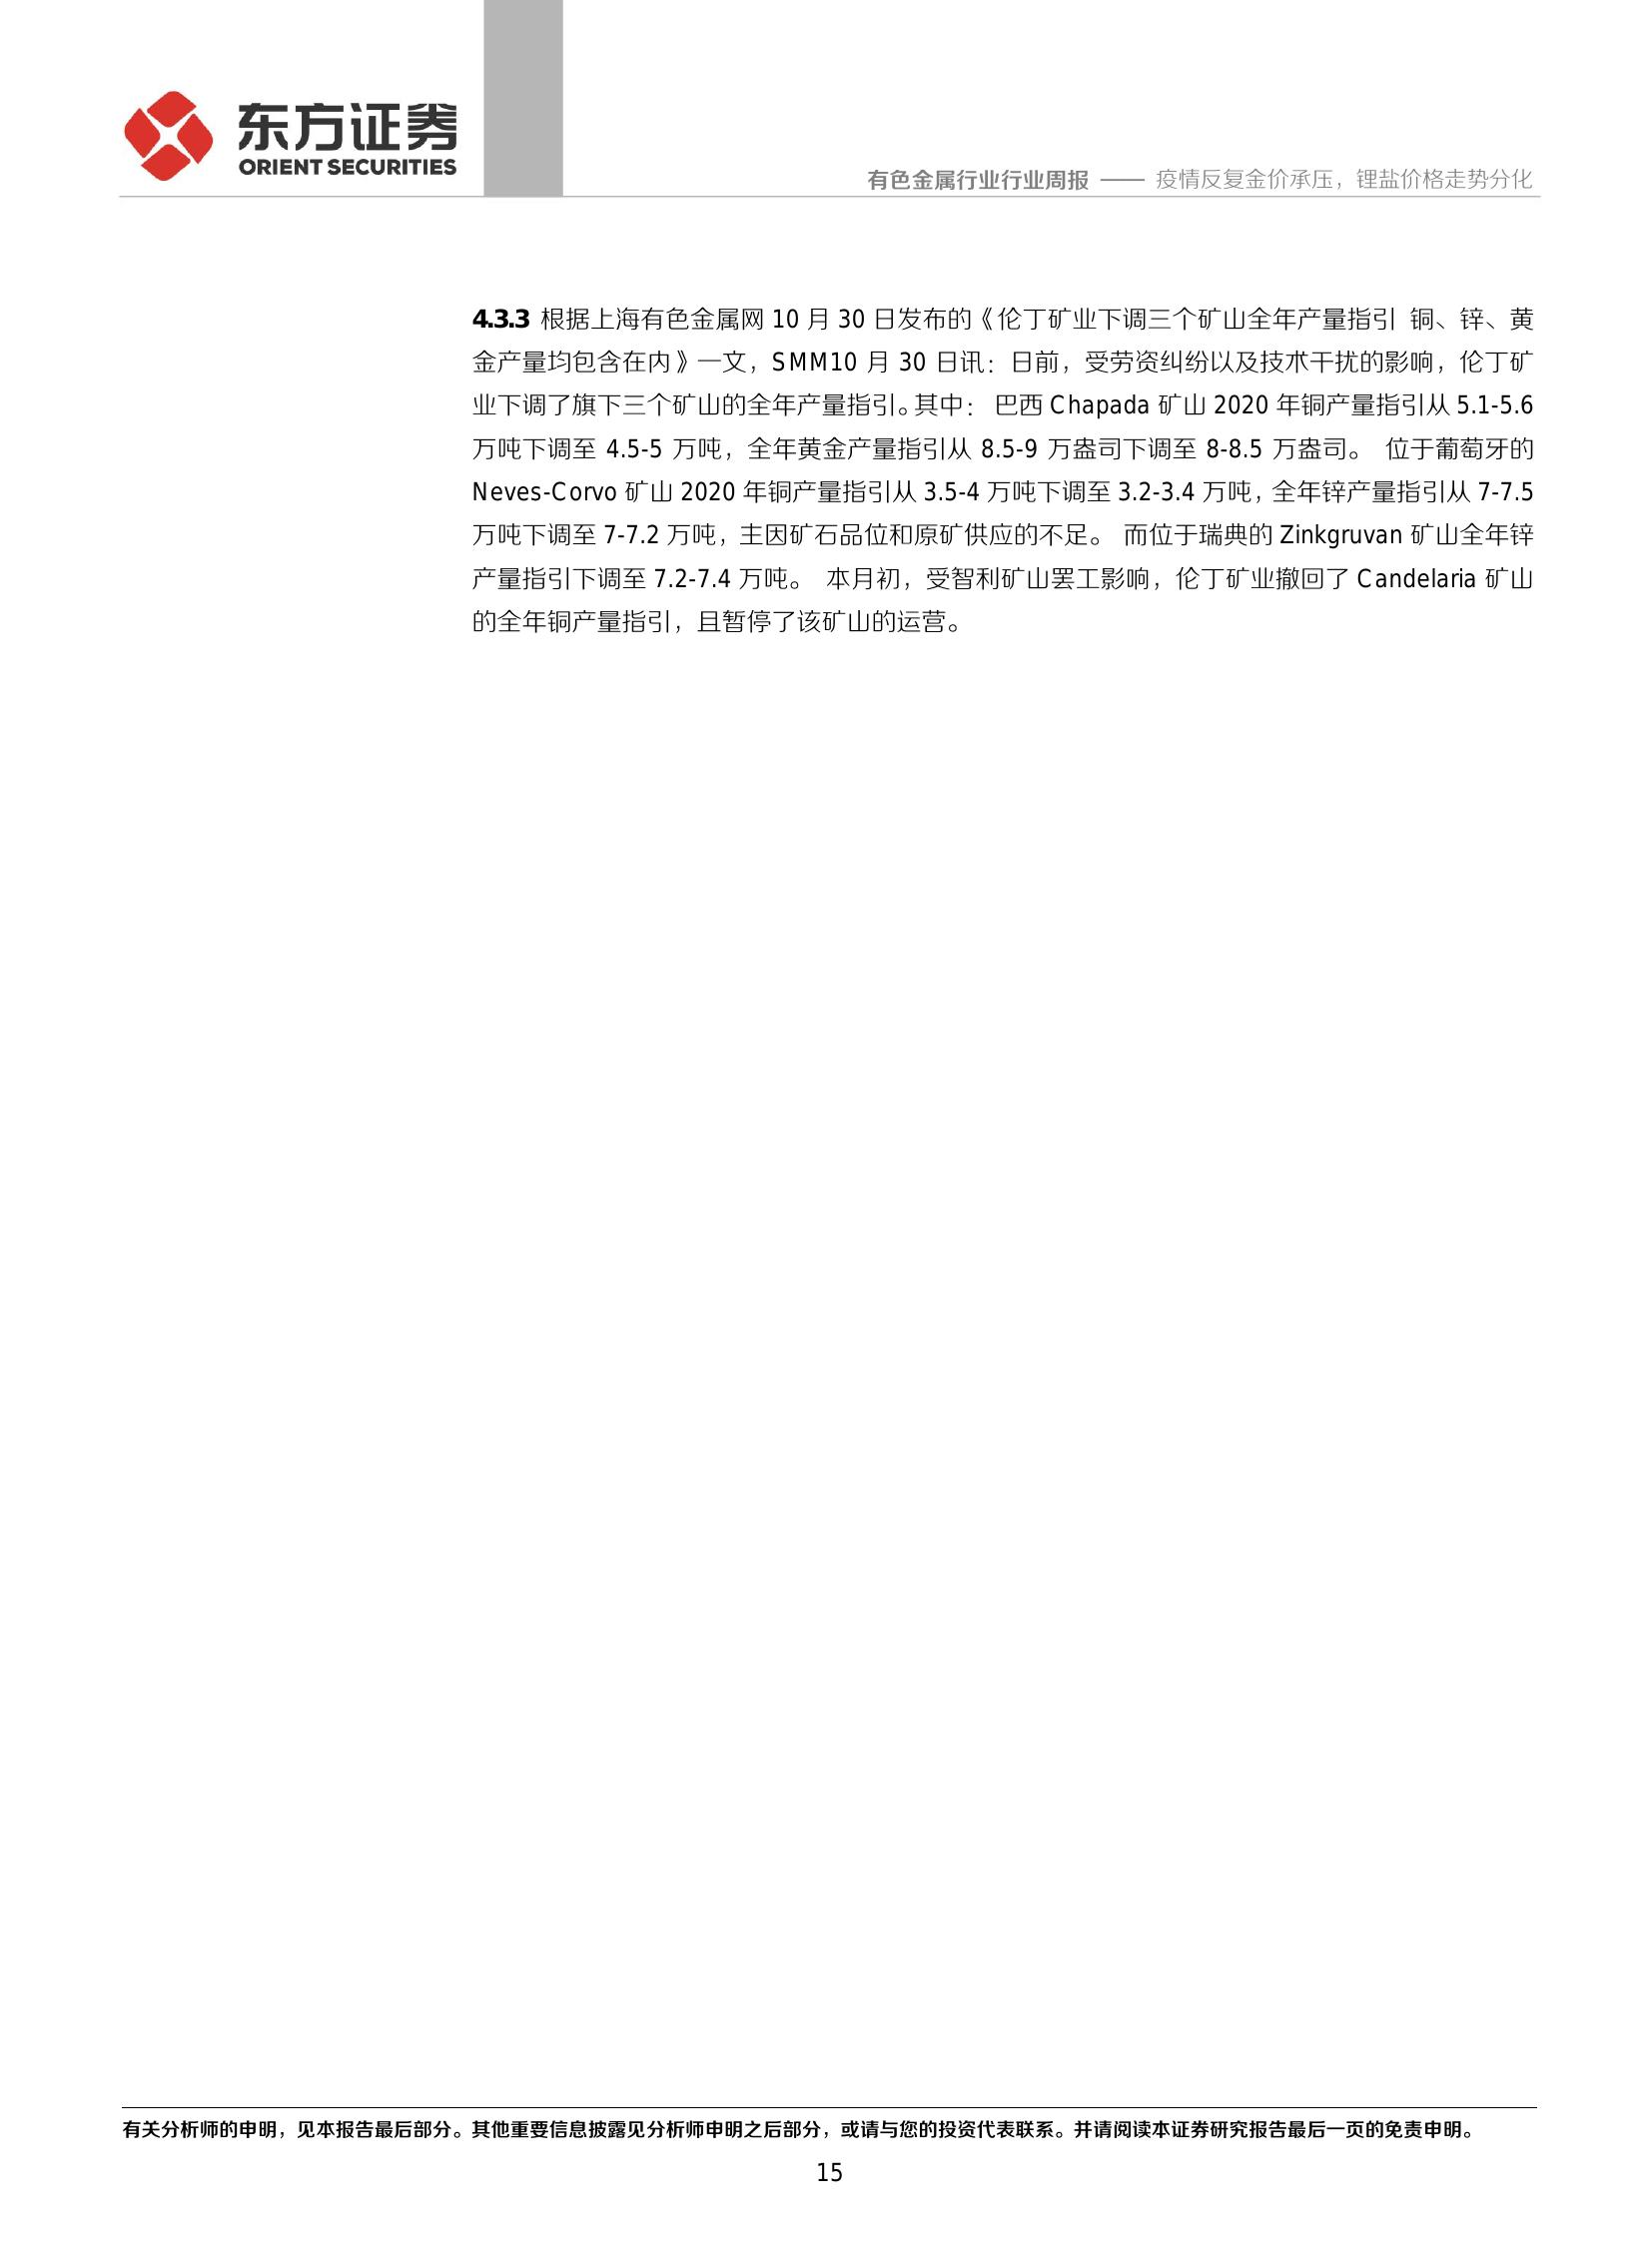 东方证券
ORIENT SECURITIES
有色金属行业行业周报 —— 疫情反复金价承压，锂盐价格走势分化
4.3.3 根据上海有色金属网 10 月 30 日发布的《伦丁矿业下调三个矿山全年产量指引 铜、锌、黄
金产量均包含在内》一文，SMM10 月 30 日讯：日前，受劳资纠纷以及技术干扰的影响，伦丁矿
业下调了旗下三个矿山的全年产量指引。其中： 巴西 Chapada 矿山 2020 年铜产量指引从 5.1-5.6
万吨下调至 4.5-5 万吨，全年黄金产量指引从 8.5-9 万盎司下调至 8-8.5 万盎司。 位于葡萄牙的
Neves-Corvo 矿山 2020 年铜产量指引从 3.5-4 万吨下调至 3.2-3.4 万吨，全年锌产量指引从 7-7.5
万吨下调至 7-7.2 万吨，主因矿石品位和原矿供应的不足。 而位于瑞典的 Zinkgruvan 矿山全年锌
产量指引下调至 7.2-7.4 万吨。 本月初，受智利矿山罢工影响，伦丁矿业撤回了 Candelaria 矿山
的全年铜产量指引，且暂停了该矿山的运营。
有关分析师的申明，见本报告最后部分。其他重要信息披露见分析师申明之后部分，或请与您的投资代表联系。并请阅读本证券研究报告最后一页的免责申明。
15